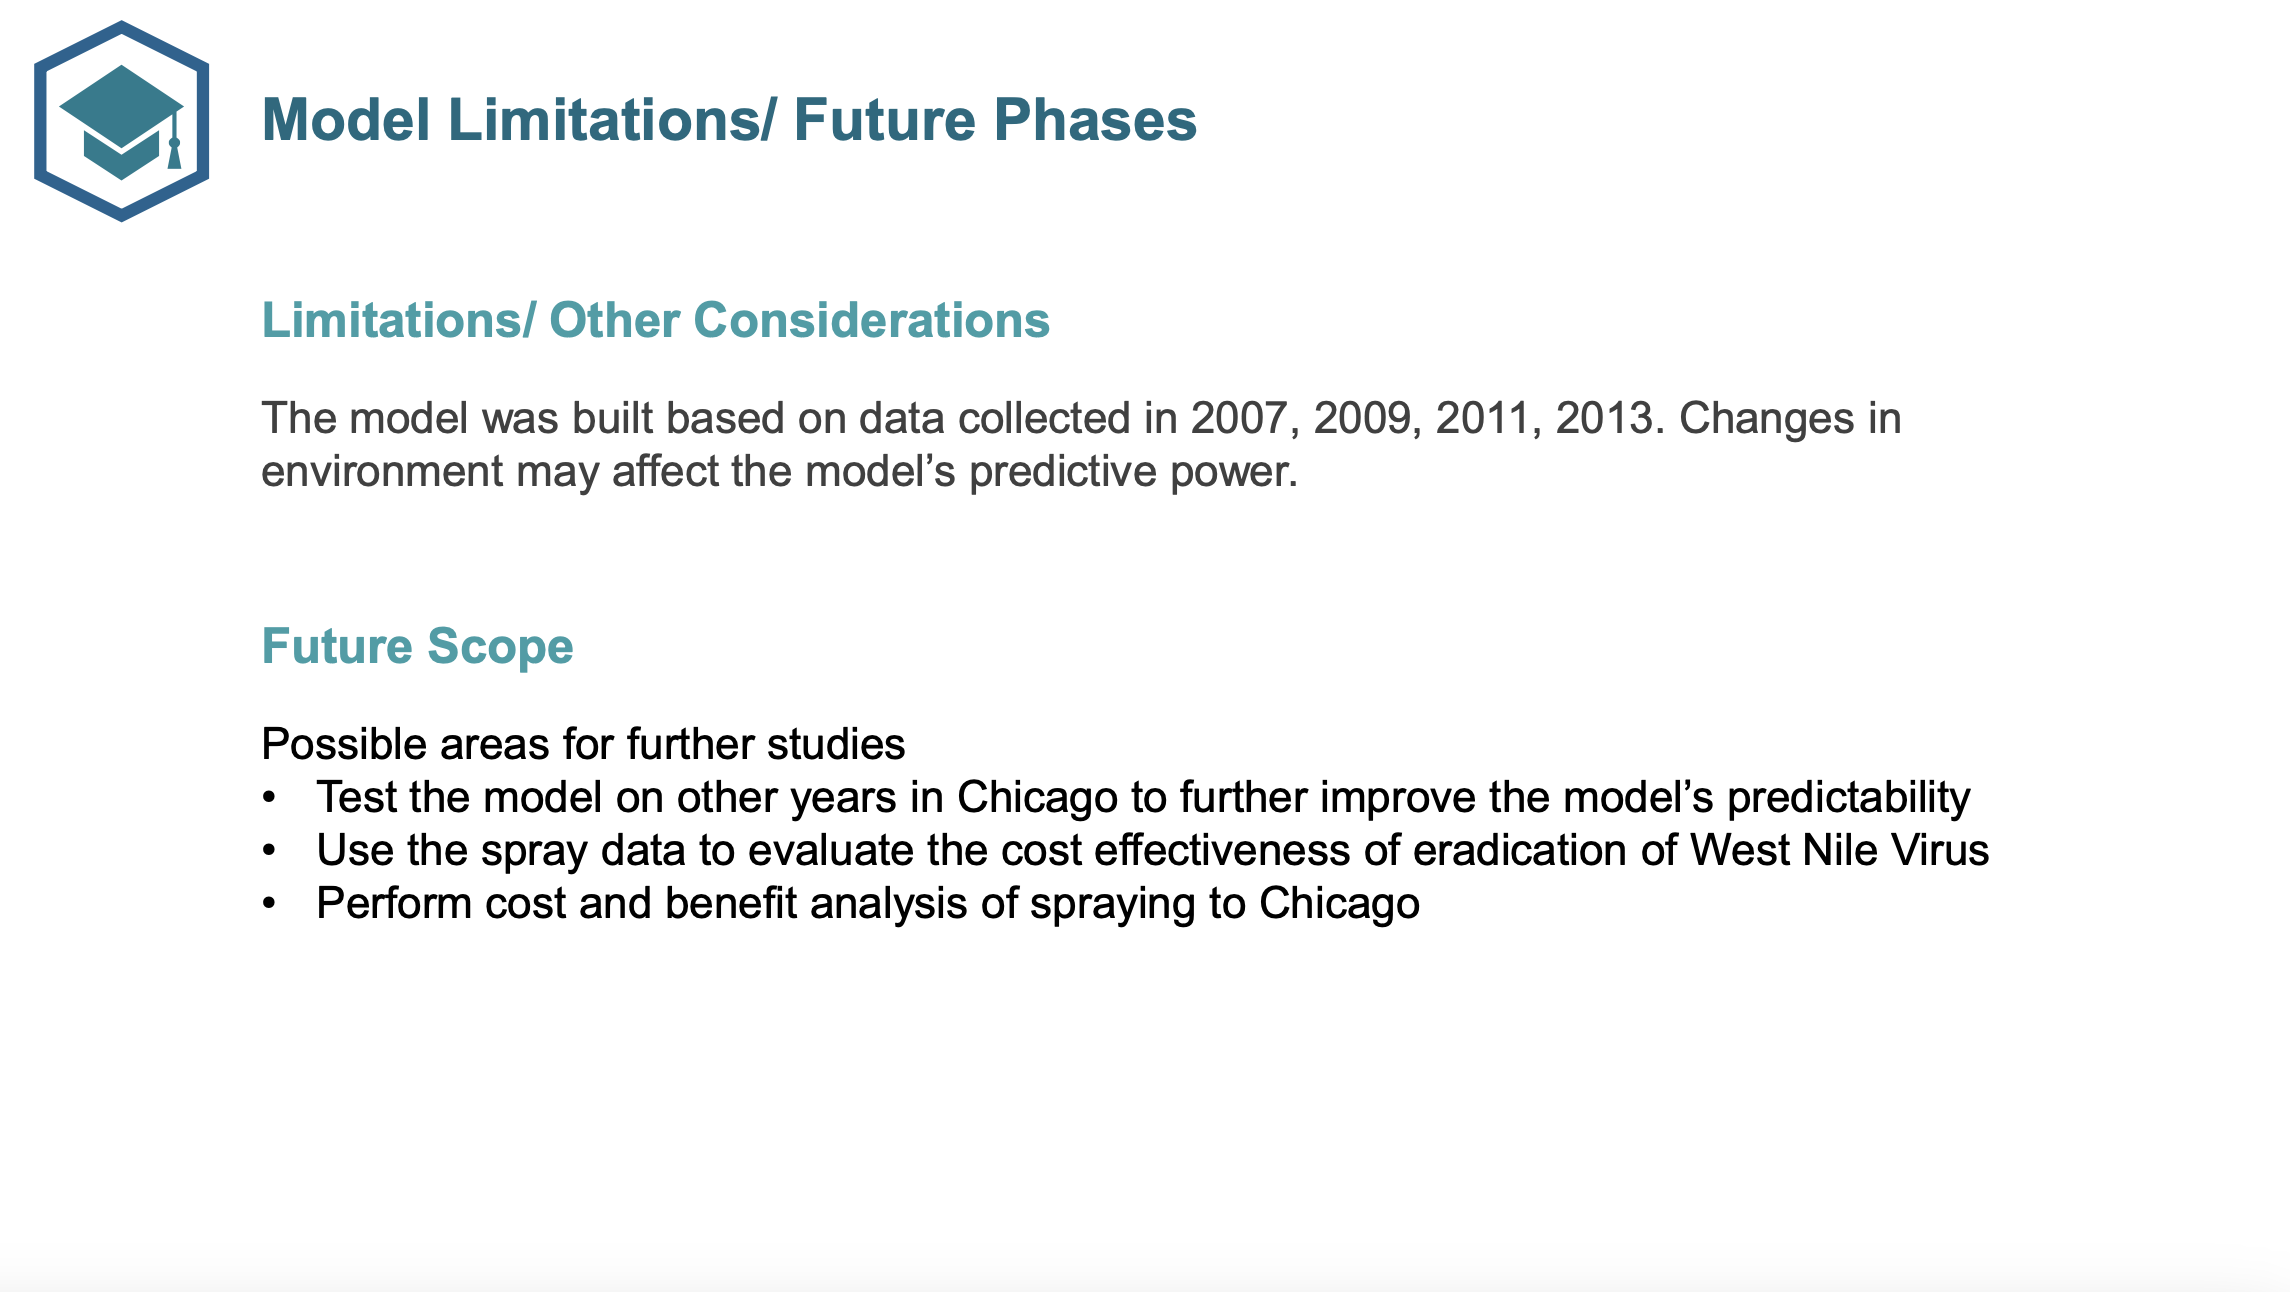 Model Limitations/ Future Phases
Limitations/ Other Considerations
The model was built based on data collected in 2007, 2009, 2011, 2013. Changes in
environment may affect the model’s predictive power.
Future Scope
Possible areas for further studies
• Test the model on other years in Chicago to further improve the model’s predictability
• Use the spray data to evaluate the cost effectiveness of eradication of West Nile Virus
• Perform cost and benefit analysis of spraying to Chicago